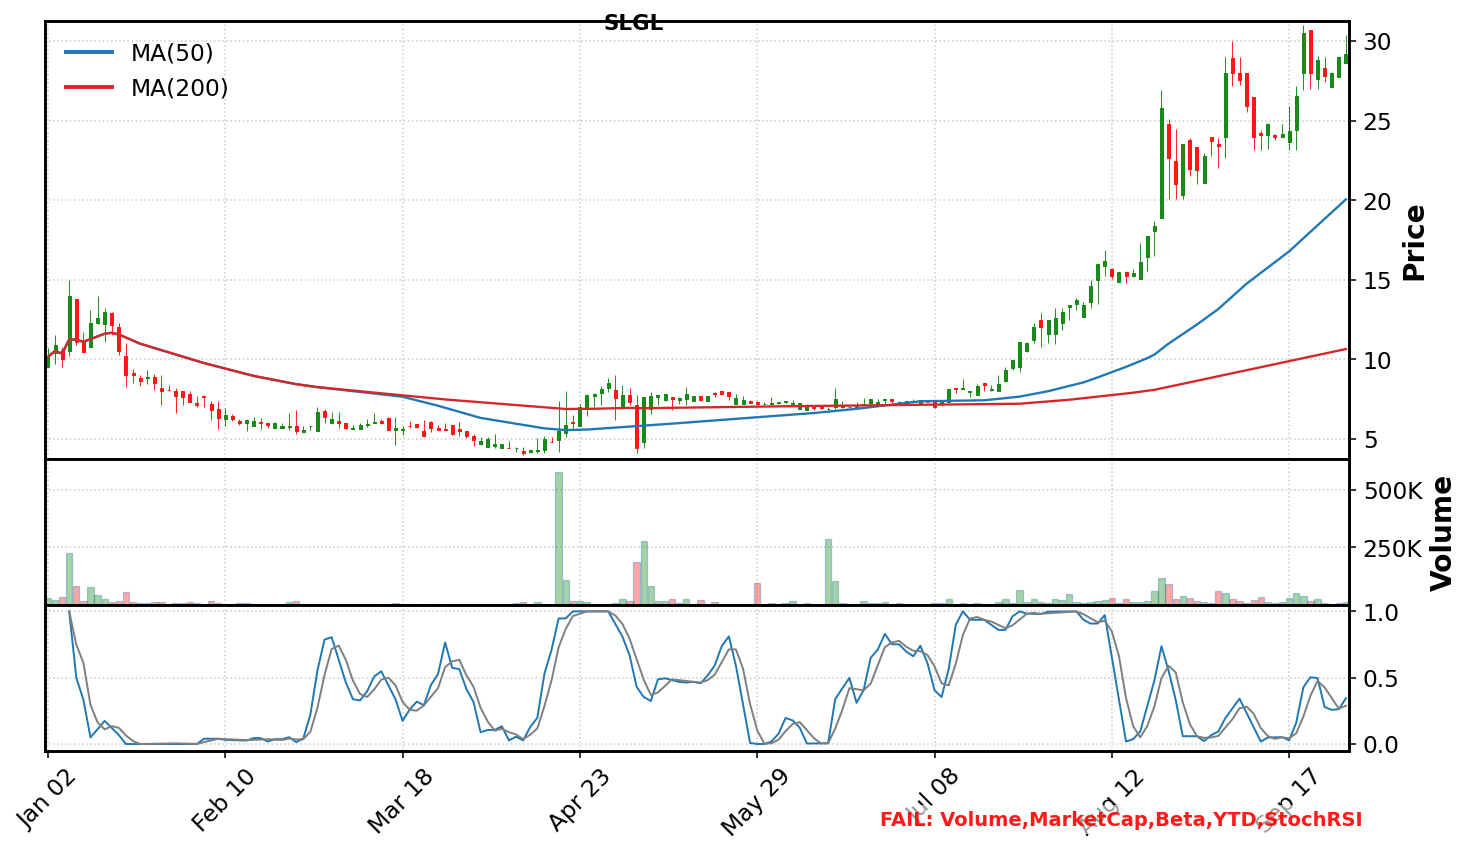 SLGL
MA(50)
MA(200)
30
25
20
15
10
5
Price
500K
250K
Volume
1.0
0.5
0.0
Jan 02
Feb 10
Mar 18
Apr 23
May 29
Jul 08
Aug 12
Sep 17
FAIL: Volume,MarketCap,Beta,YTD,StochRSI